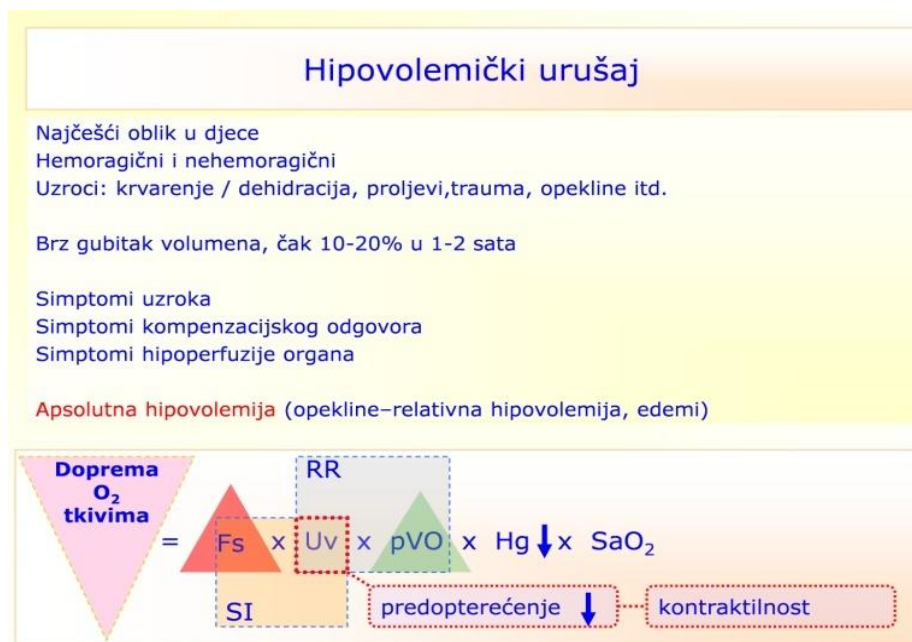 Hipovolemički urušaj
Najčešći oblik u djece
Hemoragični i nehemoragični
Uzroci: krvarenje / dehidracija, proljevi,trauma, opekline itd.
Brz gubitak volumena, čak 10-20% u 1-2 sata
Simptomi uzroka
Simptomi kompenzacijskog odgovora
Simptomi hipoperfuzije organa
Apsolutna hipovolemija (opekline–relativna hipovolemija, edemi)
Doprema
O₂
tkivima
RR
= Fs x Uv x pVO x Hg ↓ x SaO₂
SI
predopterećenje ↓
kontraktilnost